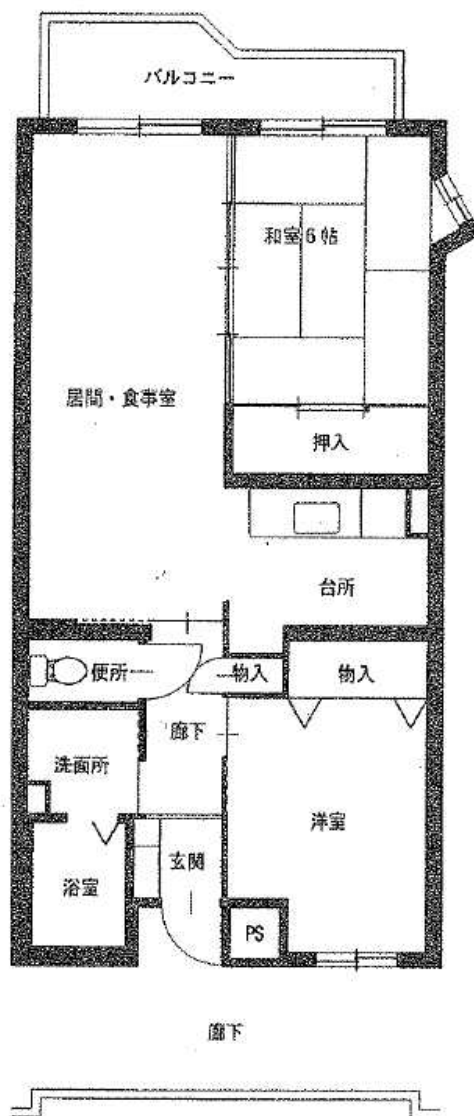 バルコニー
和室6帖
居間・食事室
押入
台所
便所
物入
物入
廊下
洗面所
洋室
玄関
浴室
PS
廊下